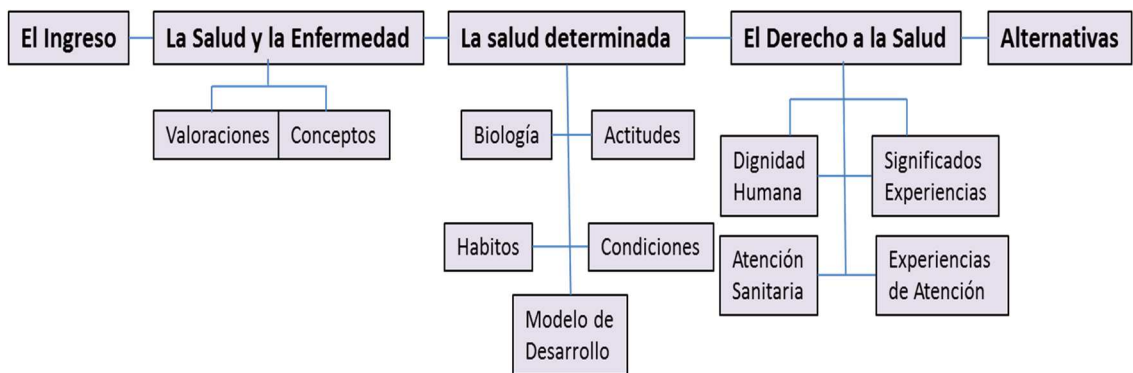 El Ingreso
La Salud y la Enfermedad
La salud determinada
El Derecho a la Salud
Alternativas
Valoraciones
Conceptos
Biología
Actitudes
Habitos
Condiciones
Modelo de
Desarrollo
Dignidad
Humana
Significados
Experiencias
Atención
Sanitaria
Experiencias
de Atención